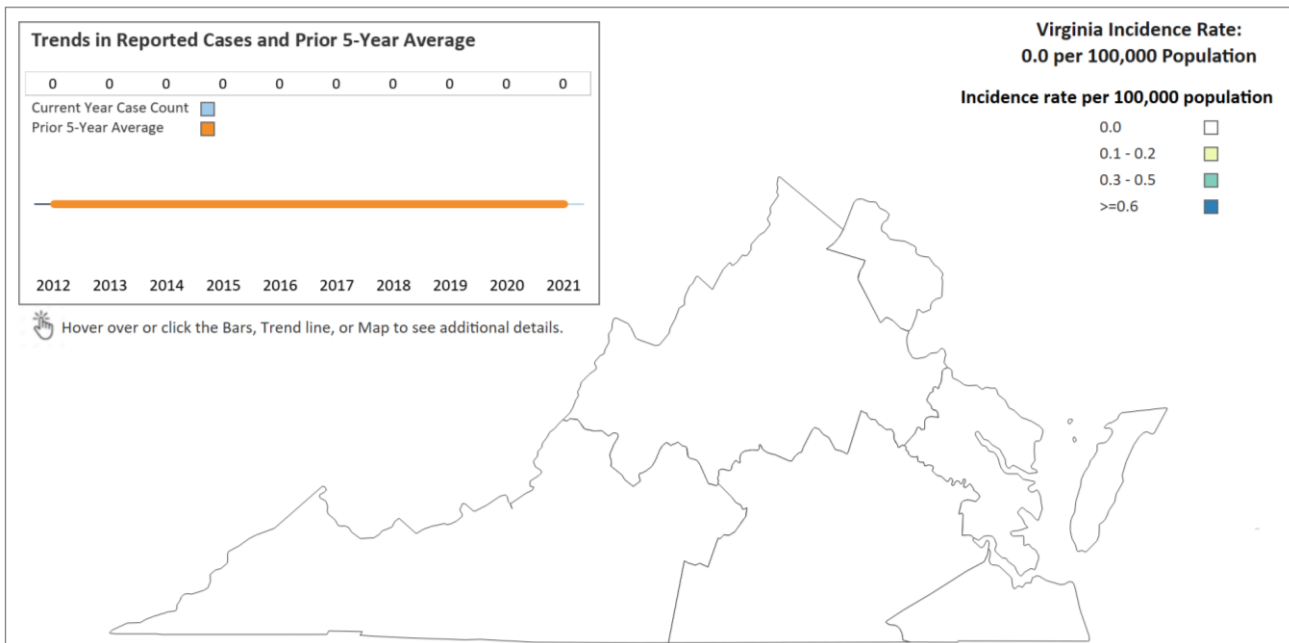 Trends in Reported Cases and Prior 5-Year Average
0 0 0 0 0 0 0 0 0 0
Current Year Case Count
Prior 5-Year Average
2012 2013 2014 2015 2016 2017 2018 2019 2020 2021
Hover over or click the Bars, Trend line, or Map to see additional details.
Virginia Incidence Rate:
0.0 per 100,000 Population
Incidence rate per 100,000 population
0.0
0.1 - 0.2
0.3 - 0.5
>=0.6